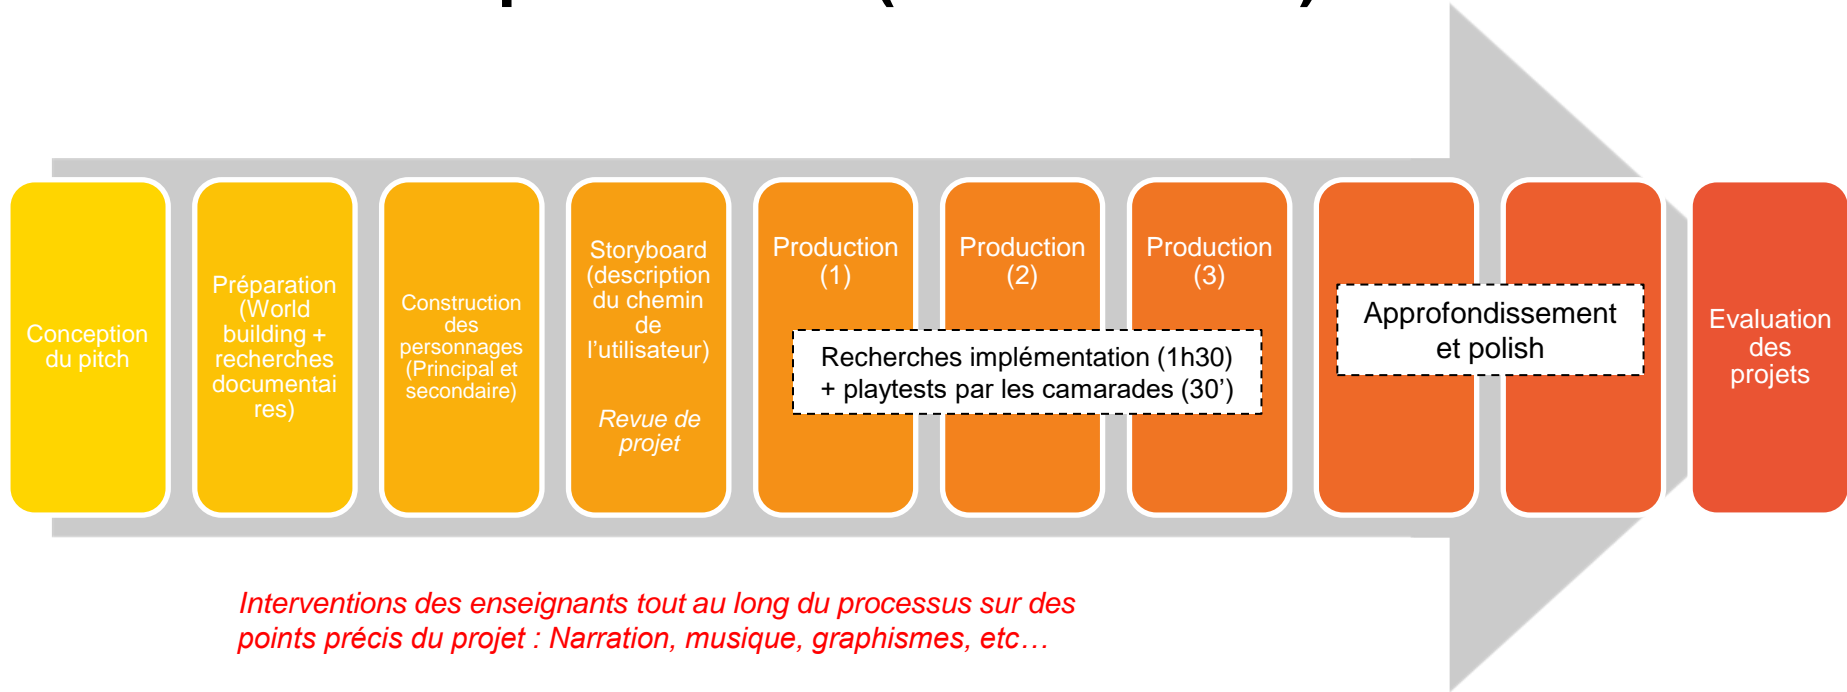 Conception
du pitch
Préparation
(World
building +
recherches
documentai
res)
Construction
des
personnages
(Principal et
secondaire)
Storyboard
(description
du chemin
de
l’utilisateur)
Revue de
projet
Production
(1)
Production
(2)
Production
(3)
Recherches implémentation (1h30)
+ playtests par les camarades (30’)
Approfondissement
et polish
Evaluation
des
projets
Interventions des enseignants tout au long du processus sur des
points précis du projet : Narration, musique, graphismes, etc…